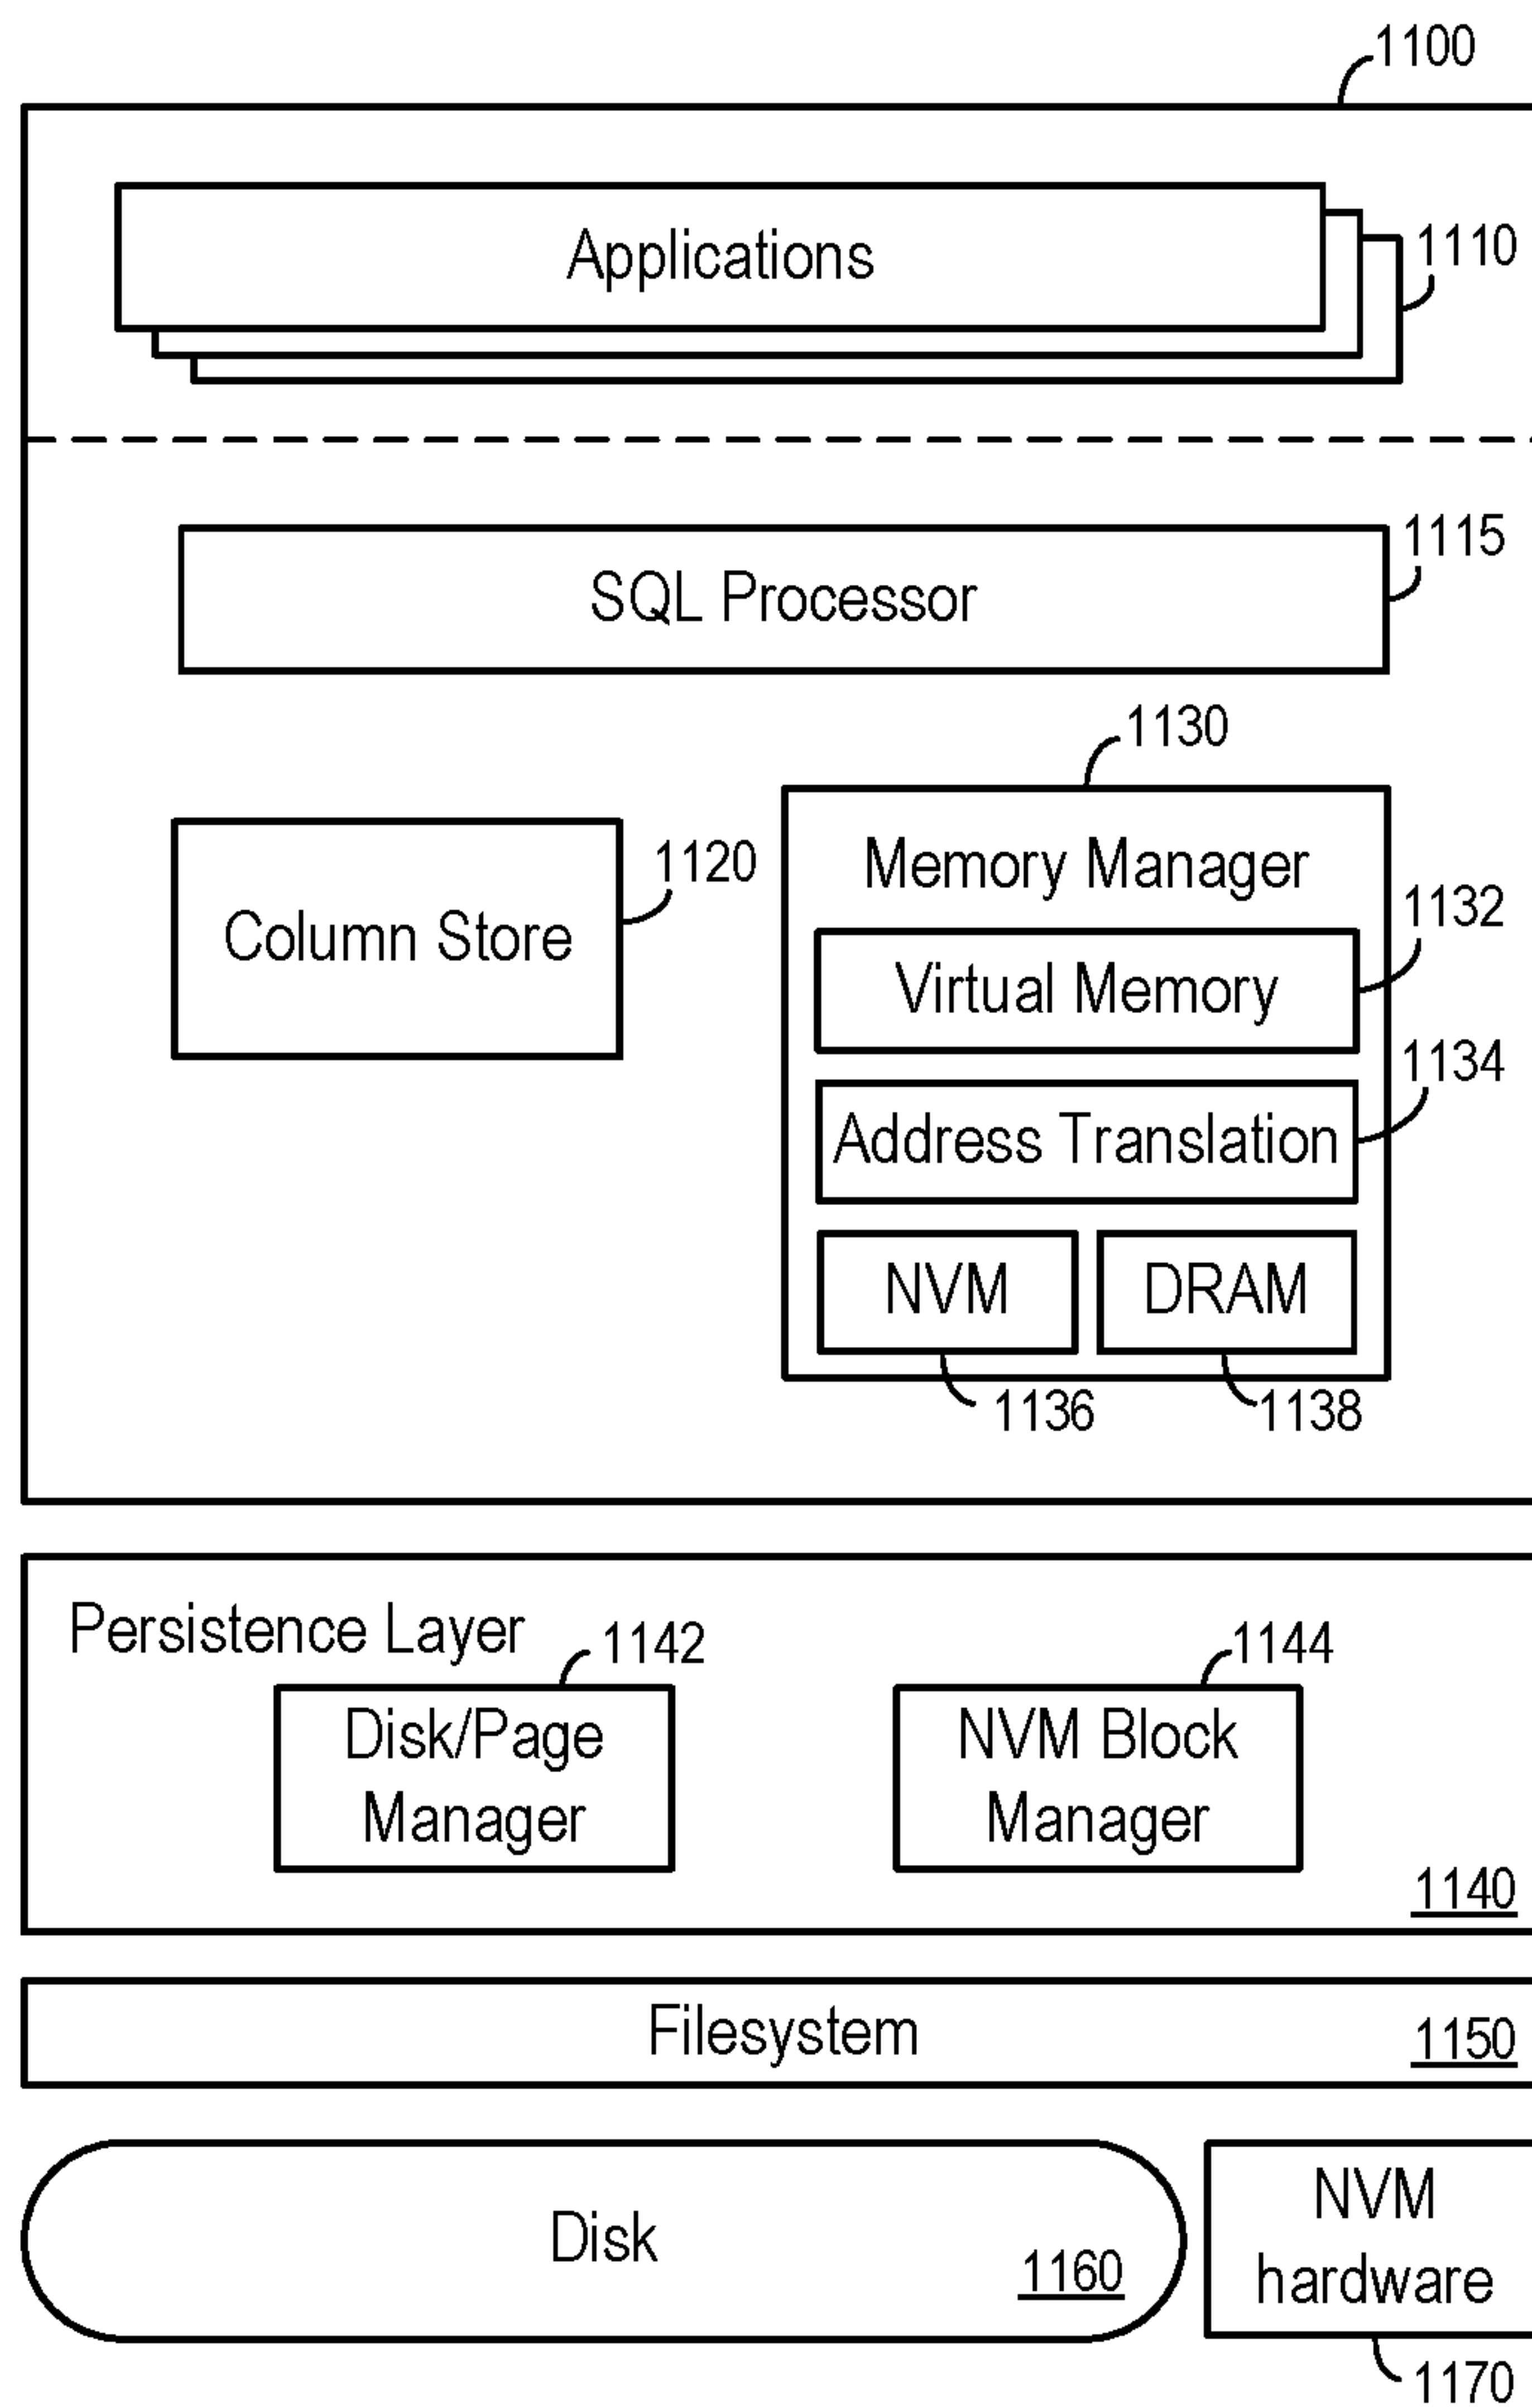 1100
Applications
1110
SQL Processor
1115
1130
Column Store
1120
Memory Manager
Virtual Memory
1132
Address Translation
1134
NVM
DRAM
1136
1138
Persistence Layer
1142
1144
Disk/Page
Manager
NVM Block
Manager
1140
Filesystem
1150
Disk
1160
NVM
hardware
1170